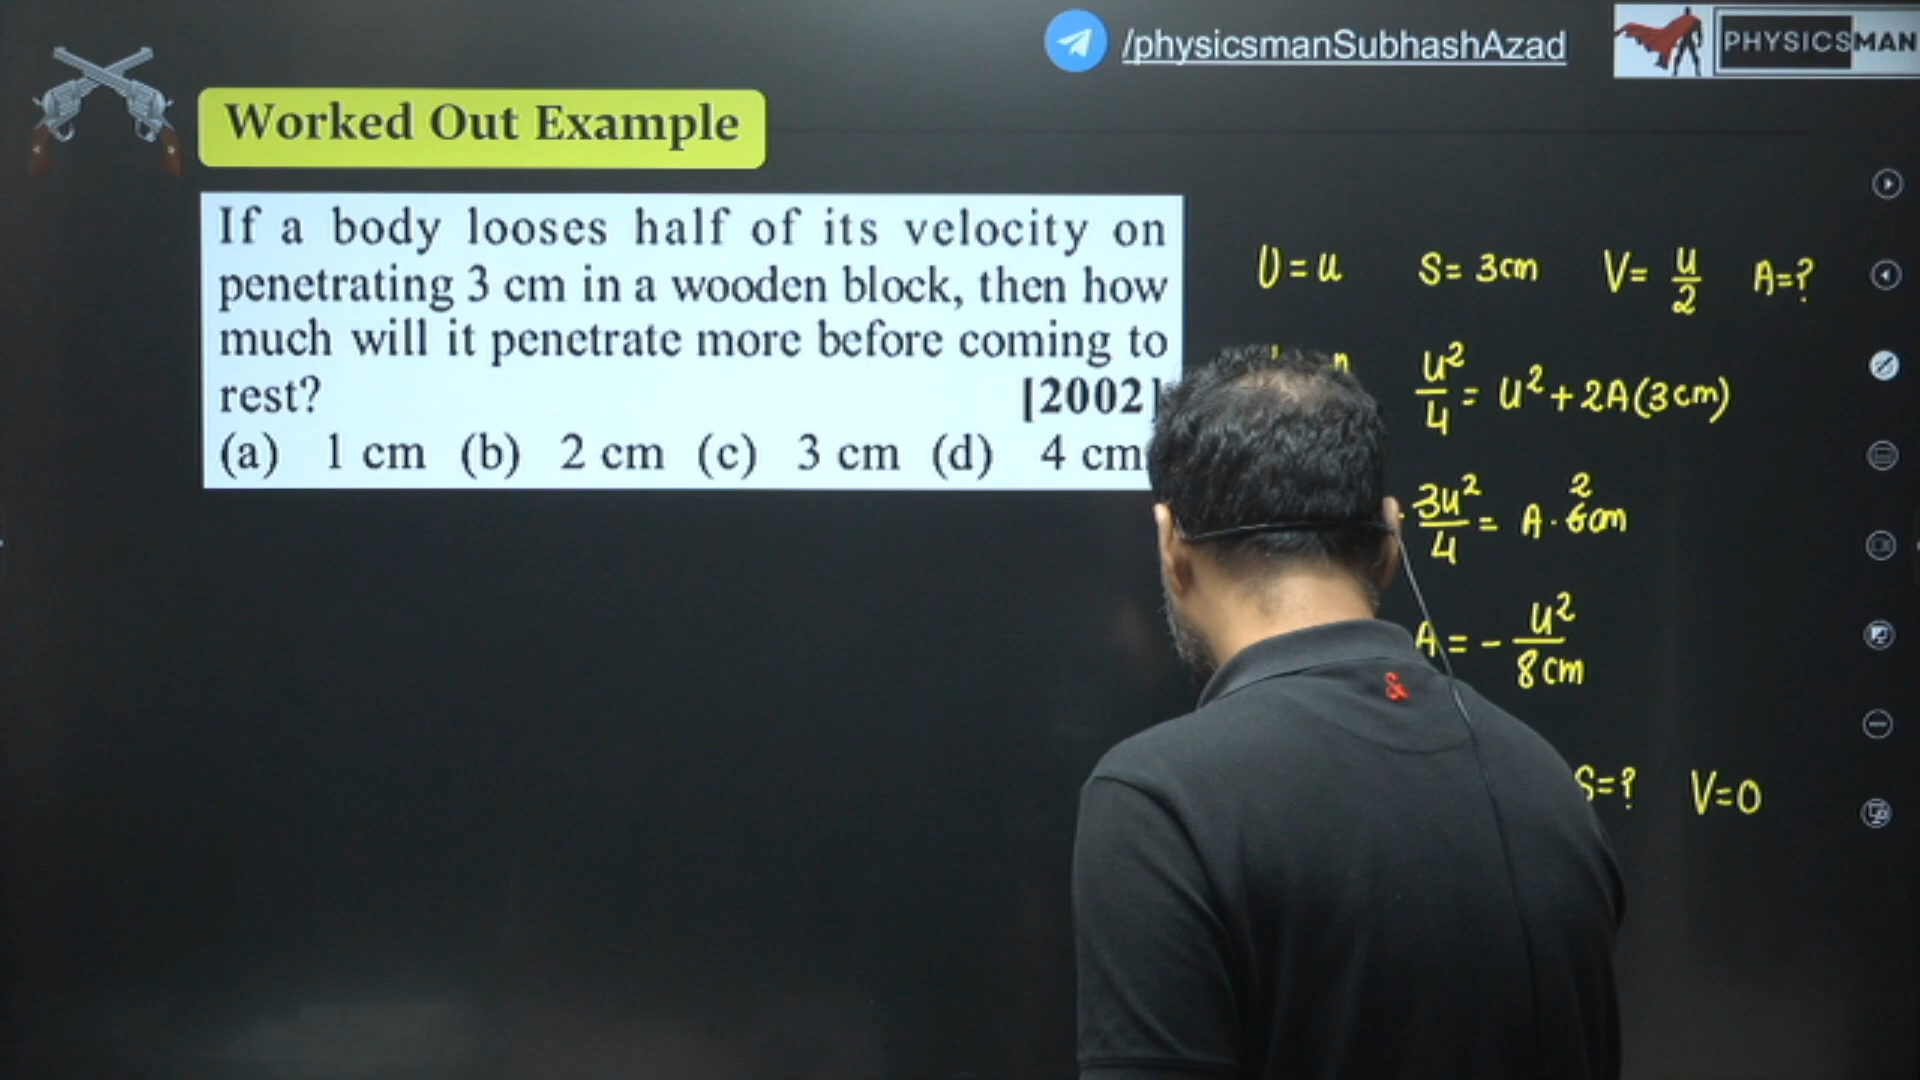 /physicsmanSubhashAzad
PHYSICSMAN
Worked Out Example
If a body looses half of its velocity on
penetrating 3 cm in a wooden block, then how
much will it penetrate more before coming to
rest? [2002]
(a) 1 cm (b) 2 cm (c) 3 cm (d) 4 cm
U = u S = 3cm V = u/2 A = ?
u²/4 = u² + 2A(3cm)
3u²/4 = A · 6cm 2
A = - u²/8cm
S = ? V = 0